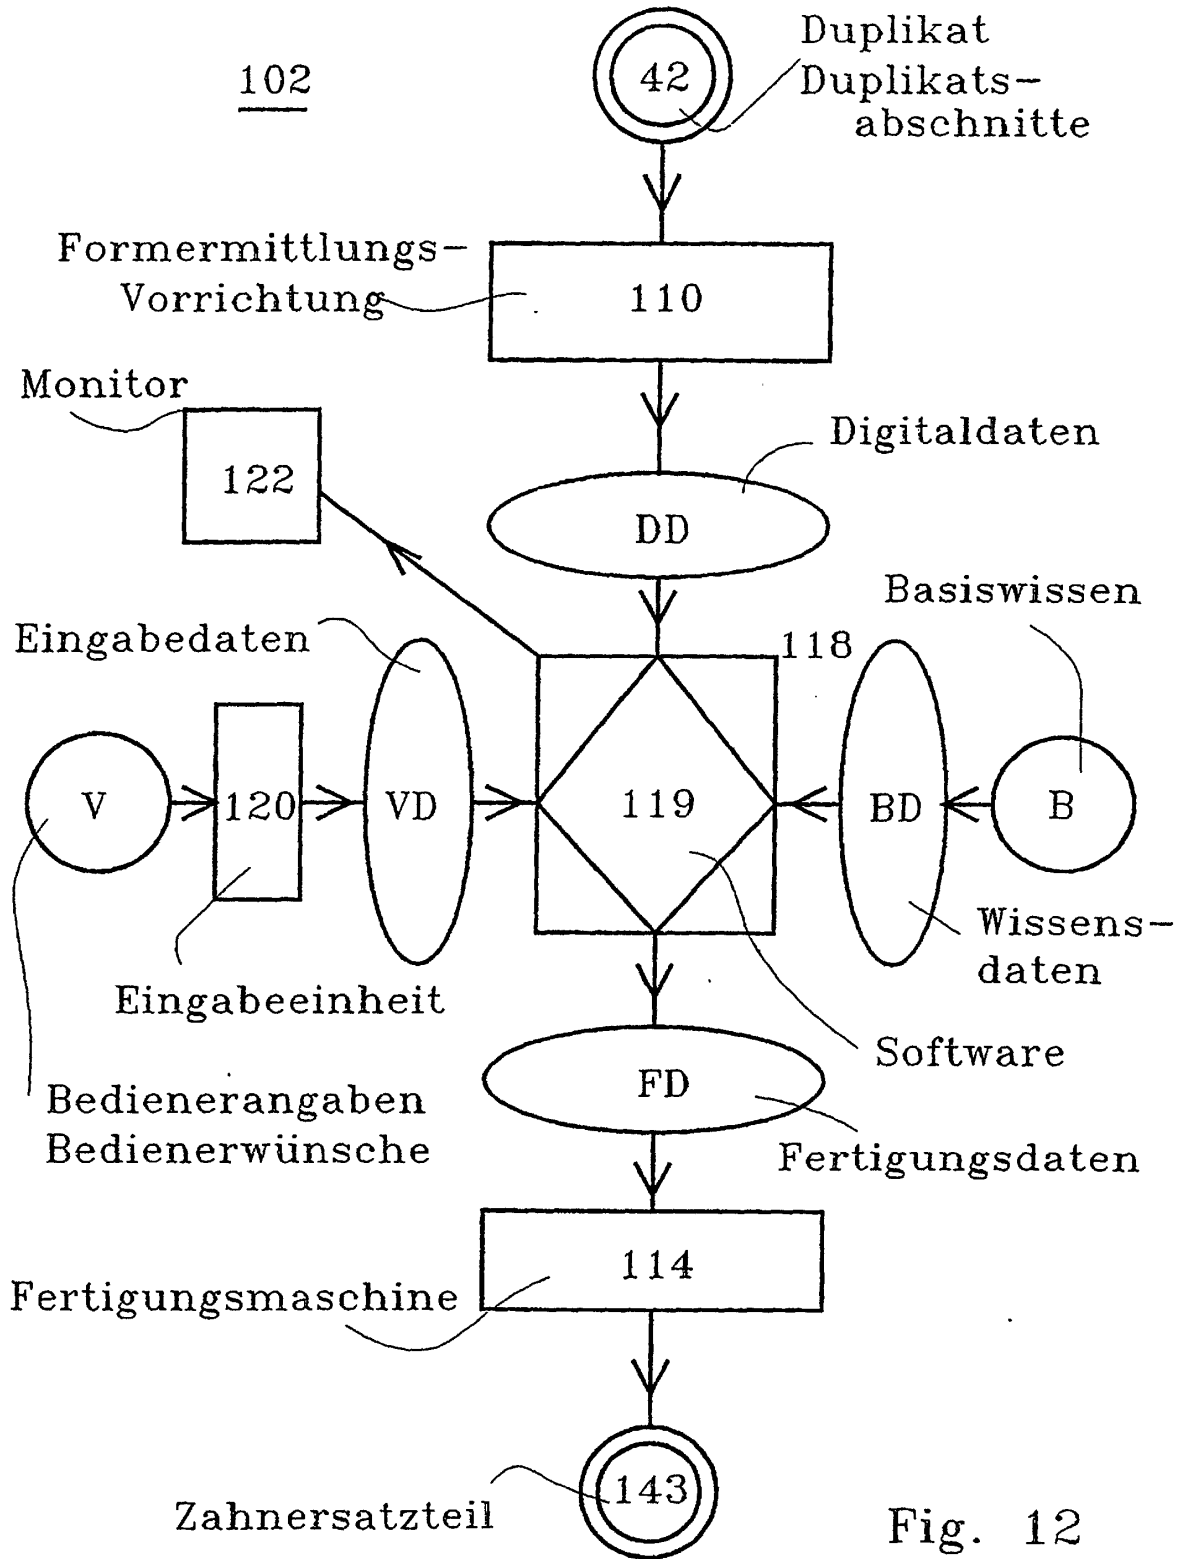 102
42
Duplikat
Duplikats-
abschnitte
Formermittlungs-
Vorrichtung
110
Monitor
122
Digitaldaten
DD
Basiswissen
Eingabedaten
118
V
120
VD
119
BD
B
Wissens-
daten
Eingabeeinheit
Software
Bedienerangaben
Bedienerwünsche
FD
Fertigungsdaten
114
Fertigungsmaschine
143
Zahnersatzteil
Fig. 12